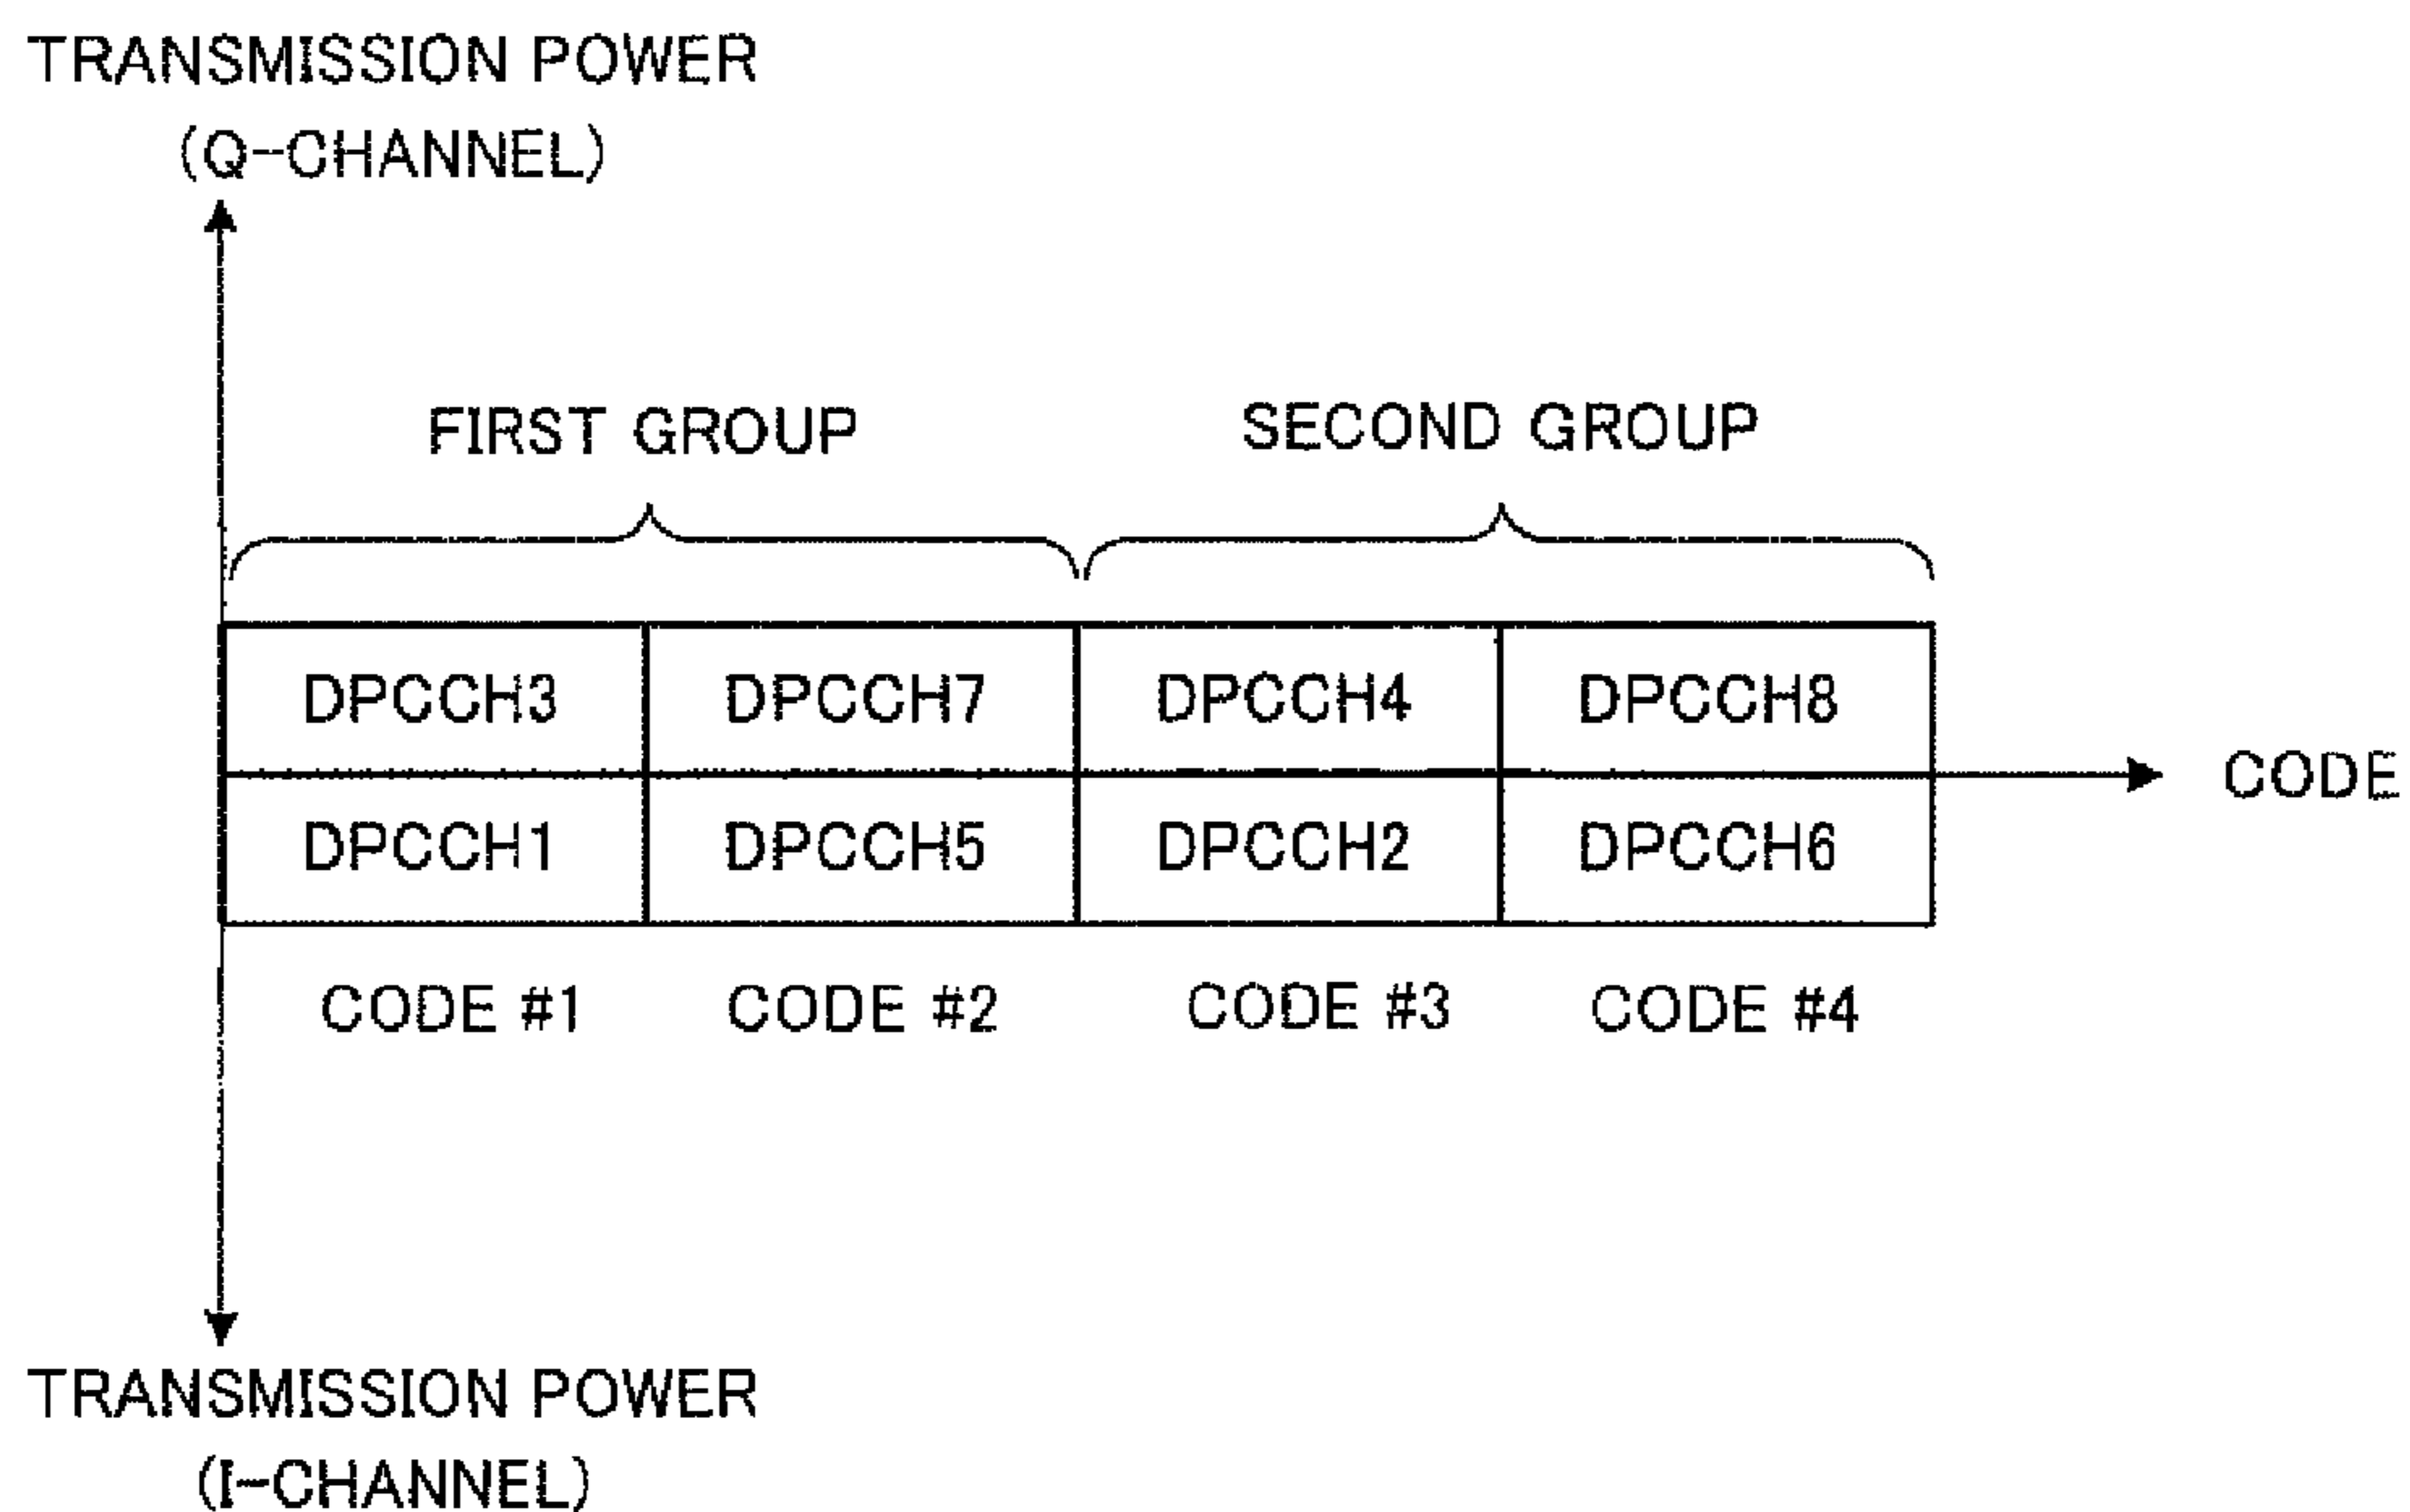 TRANSMISSION POWER
(Q-CHANNEL)
FIRST GROUP
SECOND GROUP
DPCCH3 DPCCH7 DPCCH4 DPCCH8
CODE
DPCCH1 DPCCH5 DPCCH2 DPCCH6
CODE #1 CODE #2 CODE #3 CODE #4
TRANSMISSION POWER
(I-CHANNEL)